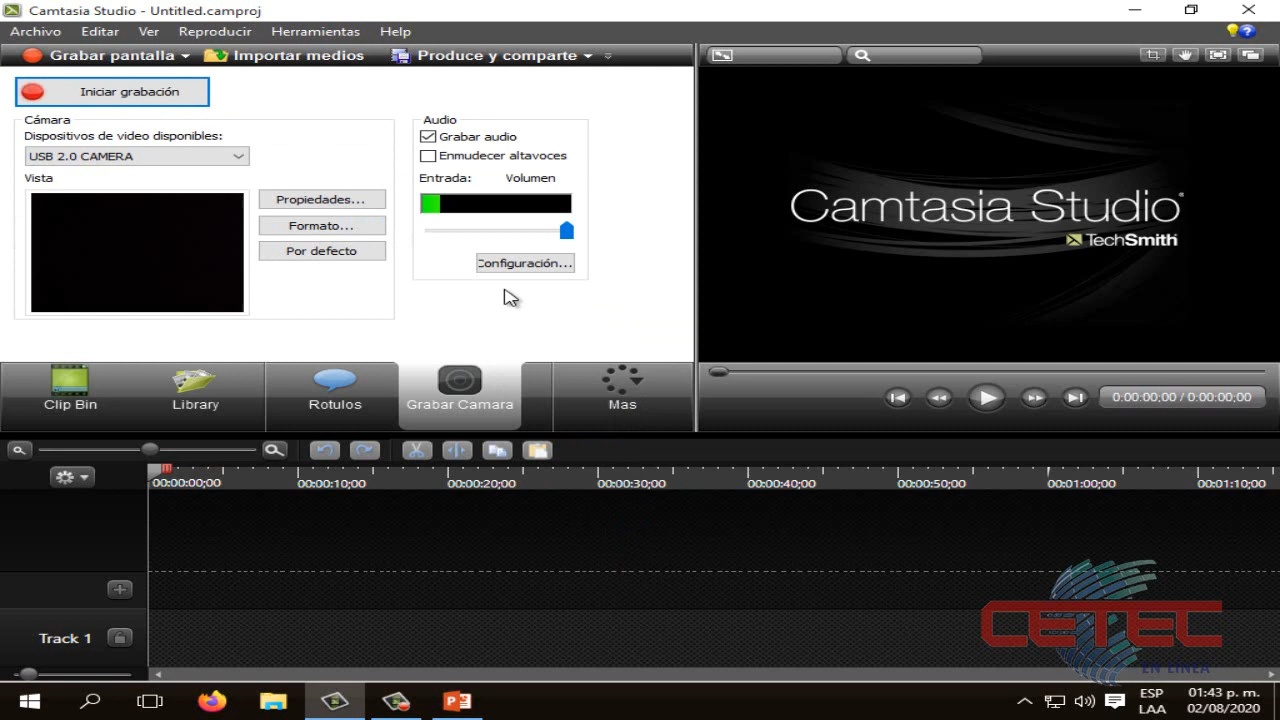 Camtasia Studio - Untitled.camproj
Archivo Editar Ver Reproducir Herramientas Help
Grabar pantalla Importar medios Produce y comparte
Iniciar grabación
Cámara
Dispositivos de video disponibles:
USB 2.0 CAMERA
Vista
Propiedades...
Formato...
Por defecto
Audio
Grabar audio
Enmudecer altavoces
Entrada: Volumen
Configuración...
Camtasia Studio
TechSmith
Clip Bin Library Rotulos Grabar Camara Mas
0:00:00;00 / 0:00:00;00
00:00:00;00 00:00:10;00 00:00:20;00 00:00:30;00 00:00:40;00 00:00:50;00 00:01:00;00 00:01:10;00
Track 1
CETEC
EN LINEA
ESP
LAA
01:43 p. m.
02/08/2020